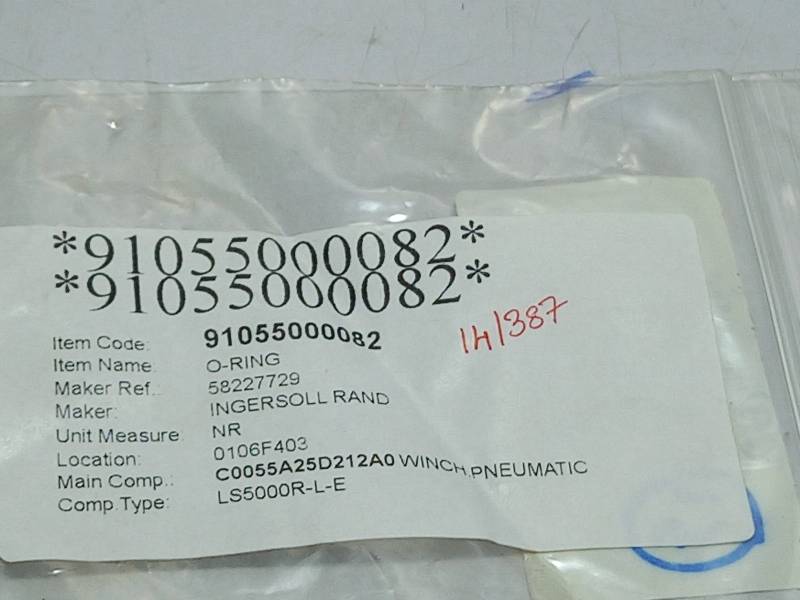 *91055000082*
*91055000082*
Item Code: 91055000082
Item Name: O-RING
Maker Ref.: 58227729
Maker: INGERSOLL RAND
Unit Measure: NR
Location: 0106F403
Main Comp.: C0055A25D212A0 WINCH,PNEUMATIC
Comp.Type: LS5000R-L-E
14/387